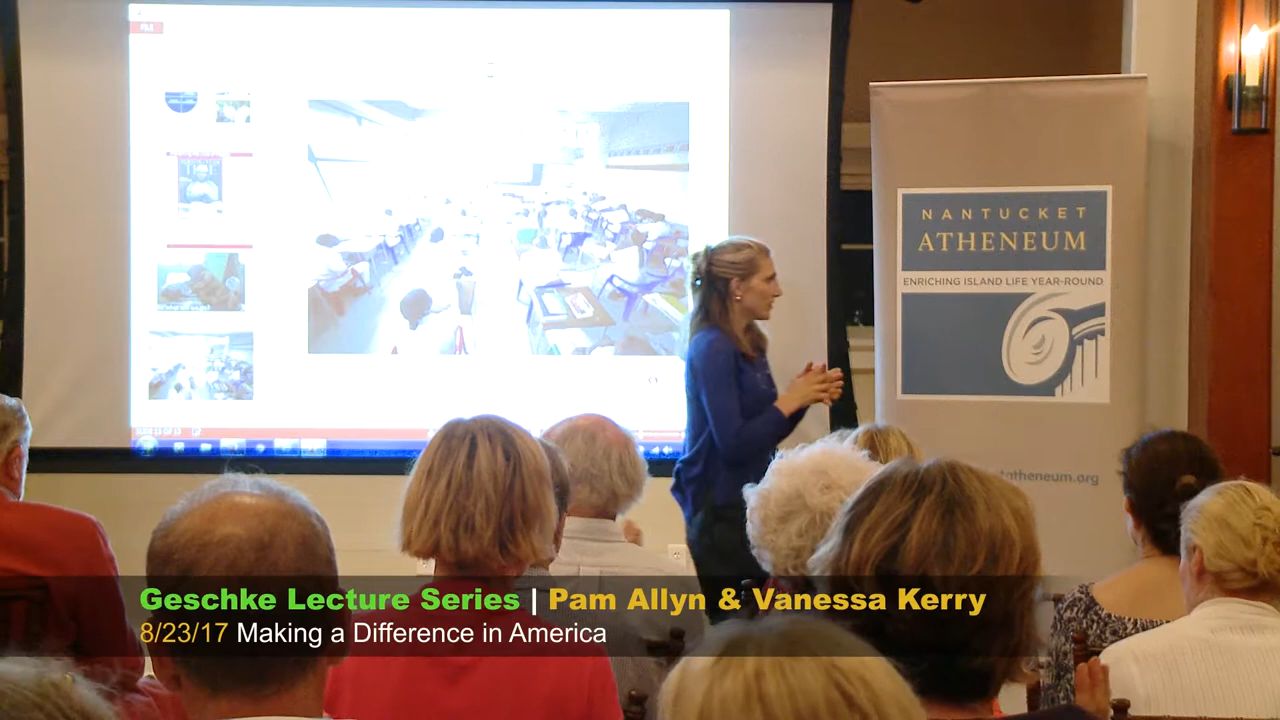 FILE
NANTUCKET
ATHENEUM
ENRICHING ISLAND LIFE YEAR-ROUND
atheneum.org
Geschke Lecture Series | Pam Allyn & Vanessa Kerry
8/23/17 Making a Difference in America